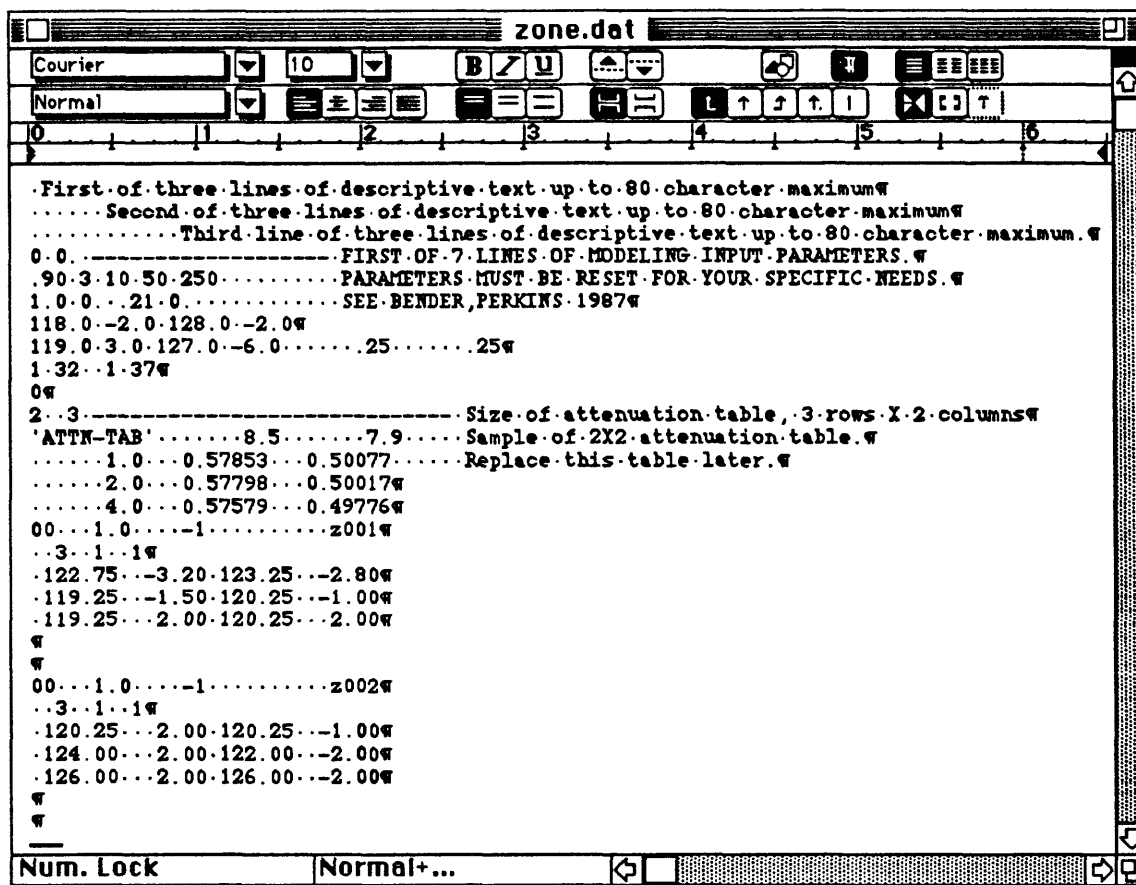 zone.dat
Courier 10 B I U
Normal
0 1 2 3 4 5 6
·First·of·three·lines·of·descriptive·text·up·to·80·character·maximum¶
······Second·of·three·lines·of·descriptive·text·up·to·80·character·maximum¶
············Third·line·of·three·lines·of·descriptive·text·up·to·80·character·maximum.¶
0·0.·--------------------·FIRST·OF·7·LINES·OF·MODELING·INPUT·PARAMETERS.¶
.90·3·10·50·250··········PARAMETERS·MUST·BE·RESET·FOR·YOUR·SPECIFIC·NEEDS.¶
1.0·0.·.21·0.············SEE·BENDER,PERKINS·1987¶
118.0·-2.0·128.0·-2.0¶
119.0·3.0·127.0·-6.0·······.25·······.25¶
1·32··1·37¶
0¶
2··3·------------------------------·Size·of·attenuation·table,·3·rows·X·2·columns¶
'ATTN-TAB'·······8.5·······7.9·····Sample·of·2X2·attenuation·table.¶
······1.0···0.57853···0.50077······Replace·this·table·later.¶
······2.0···0.57798···0.50017¶
······4.0···0.57579···0.49776¶
00···1.0····-1··········z001¶
··3··1··1¶
·122.75··-3.20·123.25··-2.80¶
·119.25··-1.50·120.25··-1.00¶
·119.25···2.00·120.25···2.00¶
¶
¶
00···1.0····-1··········z002¶
··3··1··1¶
·120.25···2.00·120.25··-1.00¶
·124.00···2.00·122.00··-2.00¶
·126.00···2.00·126.00··-2.00¶
¶
¶
Num. Lock Normal+...